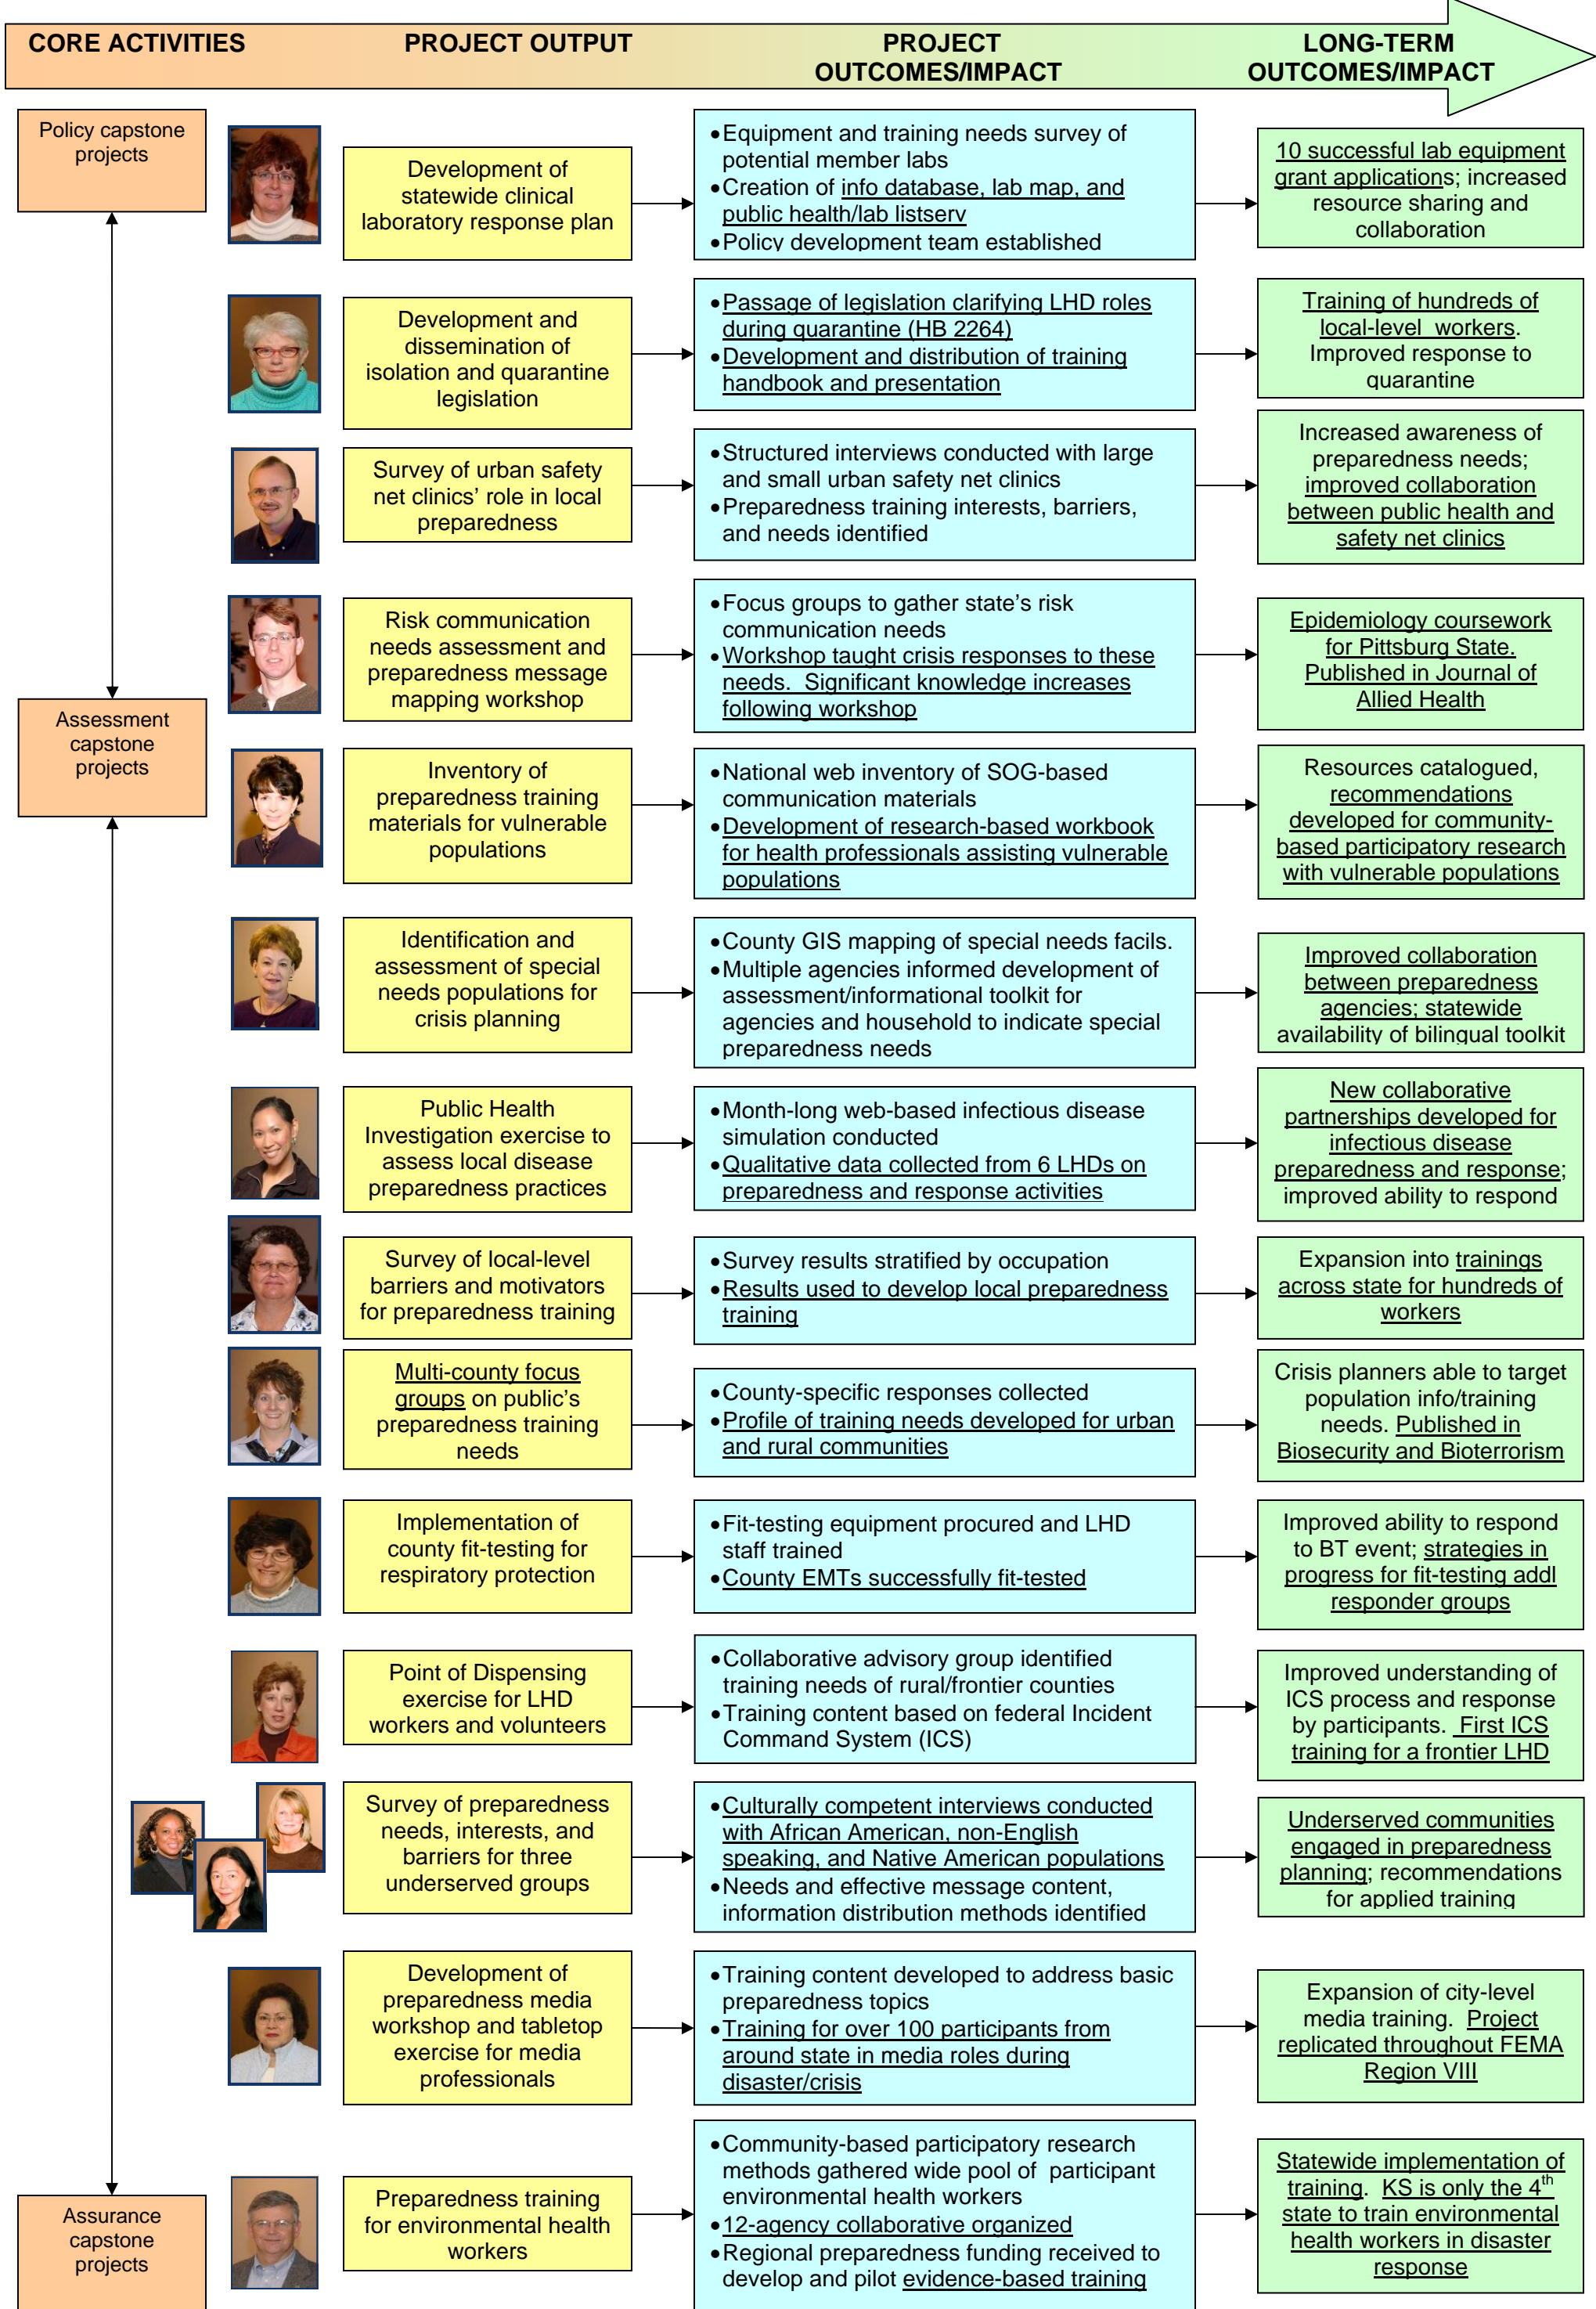 CORE ACTIVITIES
PROJECT OUTPUT
PROJECT
OUTCOMES/IMPACT
LONG-TERM
OUTCOMES/IMPACT
Policy capstone
projects
Development of
statewide clinical
laboratory response plan
•Equipment and training needs survey of
potential member labs
•Creation of info database, lab map, and
public health/lab listserv
•Policy development team established
10 successful lab equipment
grant applications; increased
resource sharing and
collaboration
Development and
dissemination of
isolation and quarantine
legislation
•Passage of legislation clarifying LHD roles
during quarantine (HB 2264)
•Development and distribution of training
handbook and presentation
Training of hundreds of
local-level workers.
Improved response to
quarantine
Survey of urban safety
net clinics’ role in local
preparedness
•Structured interviews conducted with large
and small urban safety net clinics
•Preparedness training interests, barriers,
and needs identified
Increased awareness of
preparedness needs;
improved collaboration
between public health and
safety net clinics
Risk communication
needs assessment and
preparedness message
mapping workshop
•Focus groups to gather state’s risk
communication needs
•Workshop taught crisis responses to these
needs. Significant knowledge increases
following workshop
Epidemiology coursework
for Pittsburg State.
Published in Journal of
Allied Health
Assessment
capstone
projects
Inventory of
preparedness training
materials for vulnerable
populations
•National web inventory of SOG-based
communication materials
•Development of research-based workbook
for health professionals assisting vulnerable
populations
Resources catalogued,
recommendations
developed for community-
based participatory research
with vulnerable populations
Identification and
assessment of special
needs populations for
crisis planning
•County GIS mapping of special needs facils.
•Multiple agencies informed development of
assessment/informational toolkit for
agencies and household to indicate special
preparedness needs
Improved collaboration
between preparedness
agencies; statewide
availability of bilingual toolkit
Public Health
Investigation exercise to
assess local disease
preparedness practices
•Month-long web-based infectious disease
simulation conducted
•Qualitative data collected from 6 LHDs on
preparedness and response activities
New collaborative
partnerships developed for
infectious disease
preparedness and response;
improved ability to respond
Survey of local-level
barriers and motivators
for preparedness training
•Survey results stratified by occupation
•Results used to develop local preparedness
training
Expansion into trainings
across state for hundreds of
workers
Multi-county focus
groups on public’s
preparedness training
needs
•County-specific responses collected
•Profile of training needs developed for urban
and rural communities
Crisis planners able to target
population info/training
needs. Published in
Biosecurity and Bioterrorism
Implementation of
county fit-testing for
respiratory protection
•Fit-testing equipment procured and LHD
staff trained
•County EMTs successfully fit-tested
Improved ability to respond
to BT event; strategies in
progress for fit-testing addl
responder groups
Point of Dispensing
exercise for LHD
workers and volunteers
•Collaborative advisory group identified
training needs of rural/frontier counties
•Training content based on federal Incident
Command System (ICS)
Improved understanding of
ICS process and response
by participants. First ICS
training for a frontier LHD
Survey of preparedness
needs, interests, and
barriers for three
underserved groups
•Culturally competent interviews conducted
with African American, non-English
speaking, and Native American populations
•Needs and effective message content,
information distribution methods identified
Underserved communities
engaged in preparedness
planning; recommendations
for applied training
Development of
preparedness media
workshop and tabletop
exercise for media
professionals
•Training content developed to address basic
preparedness topics
•Training for over 100 participants from
around state in media roles during
disaster/crisis
Expansion of city-level
media training. Project
replicated throughout FEMA
Region VIII
Assurance
capstone
projects
Preparedness training
for environmental health
workers
•Community-based participatory research
methods gathered wide pool of participant
environmental health workers
•12-agency collaborative organized
•Regional preparedness funding received to
develop and pilot evidence-based training
Statewide implementation of
training. KS is only the 4th
state to train environmental
health workers in disaster
response